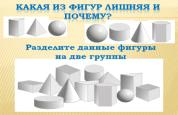 КАКАЯ ИЗ ФИГУР ЛИШНЯЯ И
ПОЧЕМУ?
Разделите данные фигуры
на две группы